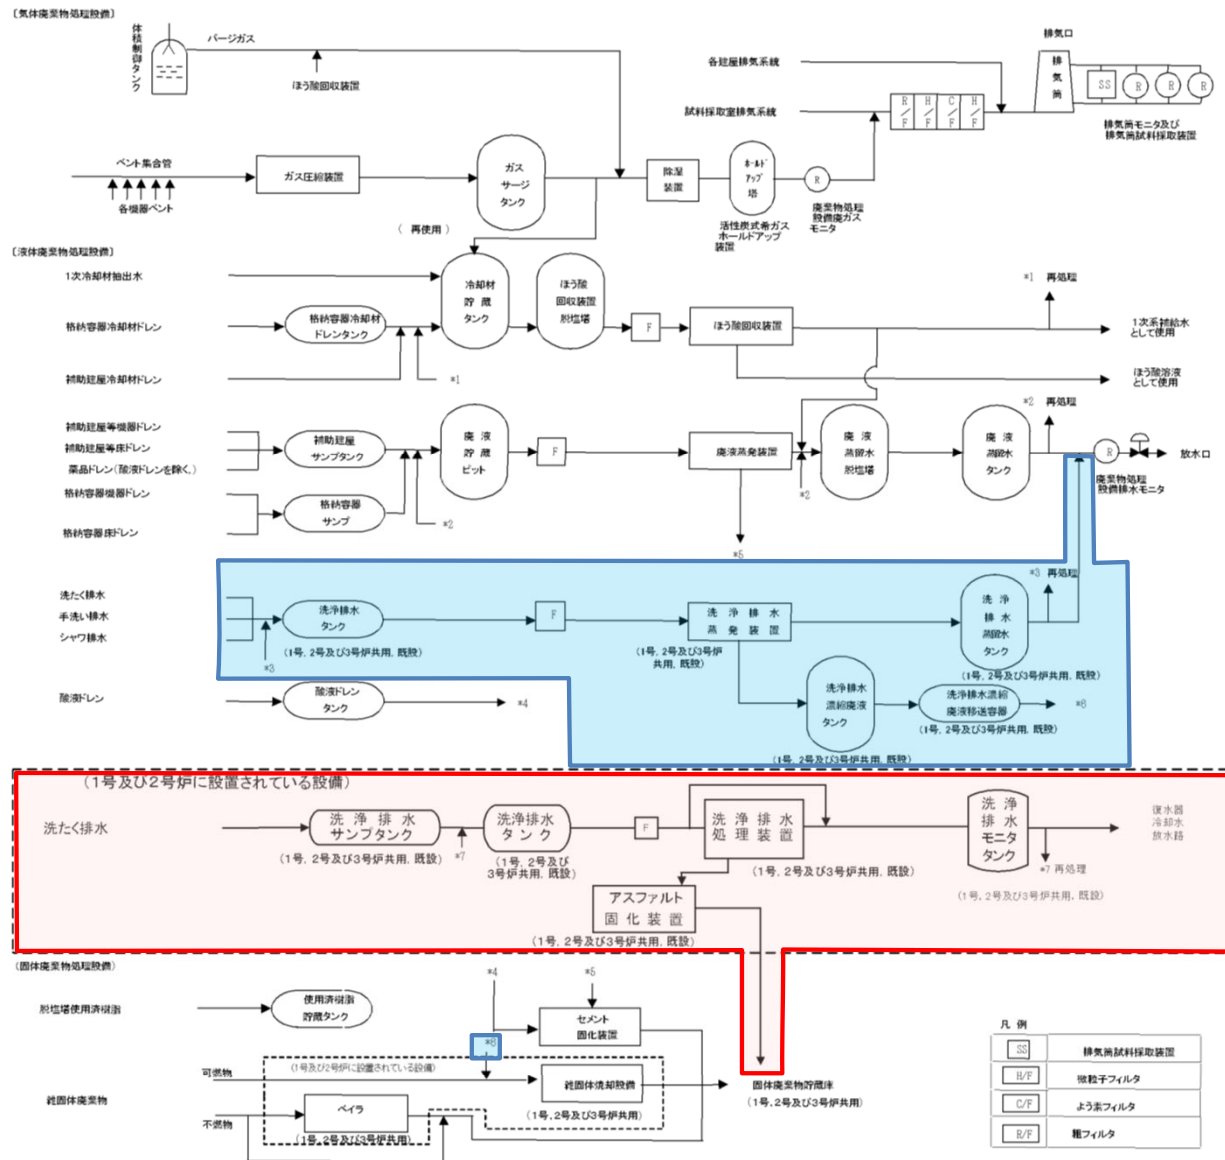 〔気体廃棄物処理設備〕
体積制御タンク
パージガス
ほう酸回収装置
各建屋排気系統
試料採取室排気系統
排気口
排気筒
R/F
H/F
C/F
H/F
SS
R
R
R
排気筒モニタ及び
排気筒試料採取装置
ベント集合管
各機器ベント
ガス圧縮装置
ガス
サージ
タンク
除湿
装置
ホールド
アップ
塔
活性炭式希ガス
ホールドアップ
装置
R
廃棄物処理
設備廃ガス
モニタ
( 再使用 )
〔液体廃棄物処理設備〕
1次冷却材抽出水
格納容器冷却材ドレン
格納容器冷却材
ドレンタンク
補助建屋冷却材ドレン
*1
冷却材
貯蔵
タンク
ほう酸
回収装置
脱塩塔
F
ほう酸回収装置
*1 再処理
1次系補給水
として使用
ほう酸溶液
として使用
補助建屋等機器ドレン
補助建屋等床ドレン
薬品ドレン(酸液ドレンを除く。)
補助建屋
サンプタンク
格納容器機器ドレン
格納容器床ドレン
格納容器
サンプ
*2
廃液
貯蔵
ピット
F
廃液蒸発装置
*5
*2
廃液
蒸留水
脱塩塔
廃液
蒸留水
タンク
*2 再処理
R
廃棄物処理
設備排水モニタ
放水口
洗たく排水
手洗い排水
シャワ排水
*3
洗浄排水
タンク
(1号, 2号及び3号炉共用, 既設)
F
洗浄排水
蒸発装置
(1号, 2号及び3号炉
共用, 既設)
洗浄
排水
蒸留水
タンク
(1号, 2号及び3号炉共用, 既設)
*3 再処理
洗浄排水
濃縮廃液
タンク
(1号, 2号及び3号炉共用, 既設)
洗浄排水濃縮
廃液移送容器
(1号, 2号及び3号炉共用, 既設)
*6
酸液ドレン
酸液ドレン
タンク
*4
(1号及び2号炉に設置されている設備)
洗たく排水
洗浄排水
サンプタンク
(1号, 2号及び3号炉共用, 既設)
*7
洗浄排水
タンク
(1号, 2号及び
3号炉共用, 既設)
F
洗浄排水
処理装置
(1号, 2号及び3号炉共用, 既設)
洗浄
排水
モニタ
タンク
(1号, 2号及び3号炉共用, 既設)
*7 再処理
復水器
冷却水
放水路
アスファルト
固化装置
(1号, 2号及び3号炉共用, 既設)
(固体廃棄物処理設備)
脱塩塔使用済樹脂
使用済樹脂
貯蔵タンク
*4
*5
セメント
固化装置
*6
雑固体廃棄物
可燃物
不燃物
(1号及び2号炉に設置されている設備)
雑固体焼却設備
(1号, 2号及び3号炉共用)
ベイラ
(1号, 2号及び3号炉共用)
固体廃棄物貯蔵庫
(1号, 2号及び3号炉共用)
凡例
SS 排気筒試料採取装置
H/F 微粒子フィルタ
C/F よう素フィルタ
R/F 粗フィルタ